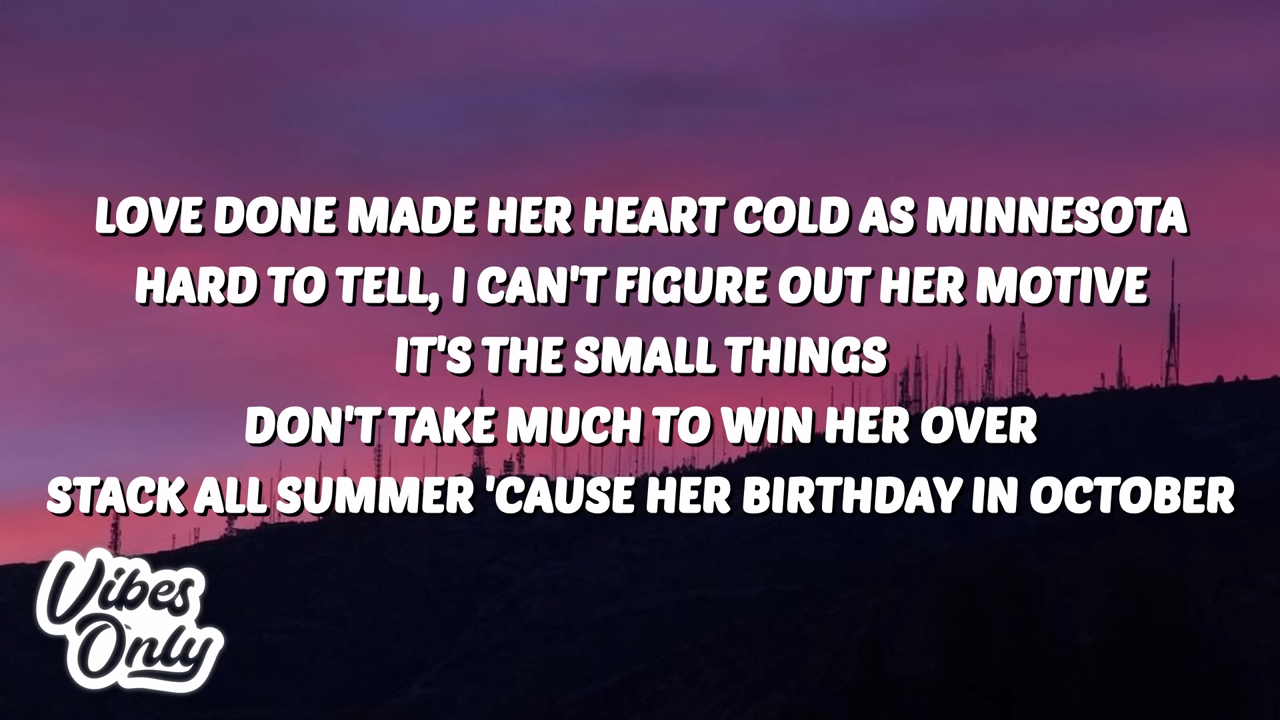 LOVE DONE MADE HER HEART COLD AS MINNESOTA
HARD TO TELL, I CAN'T FIGURE OUT HER MOTIVE
IT'S THE SMALL THINGS
DON'T TAKE MUCH TO WIN HER OVER
STACK ALL SUMMER 'CAUSE HER BIRTHDAY IN OCTOBER
Vibes
Only